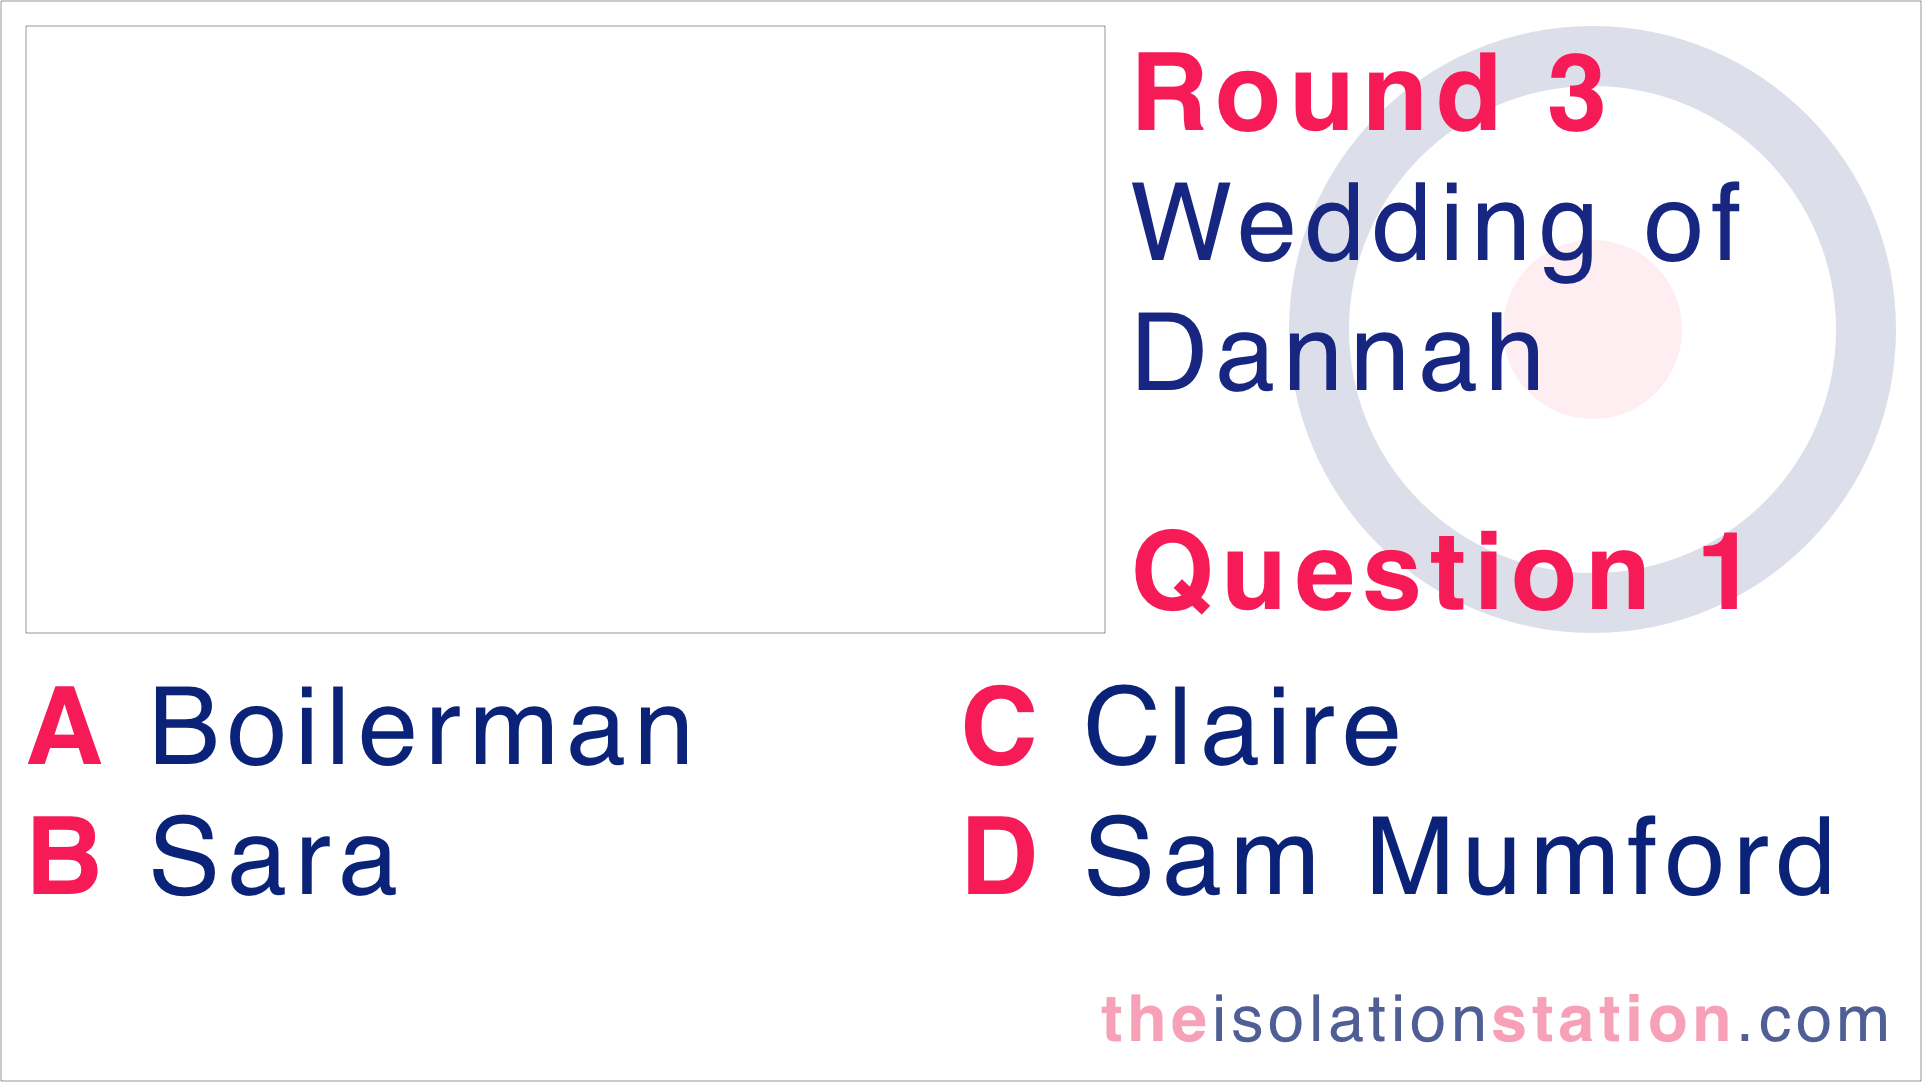 Round 3
Wedding of
Dannah
Question 1
A Boilerman
B Sara
C Claire
D Sam Mumford
theisolationstation.com